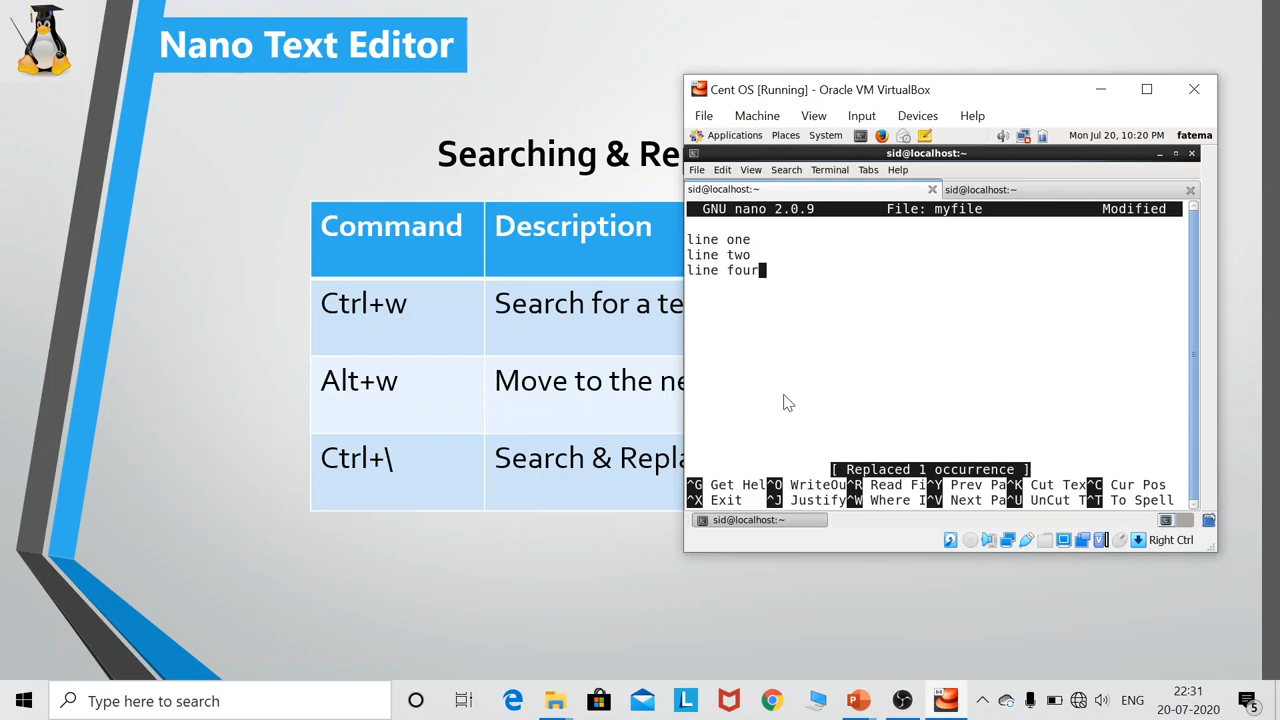 Nano Text Editor
Searching & Re
Command Description
Ctrl+w Search for a te
Alt+w Move to the ne
Ctrl+\ Search & Repla
Cent OS [Running] - Oracle VM VirtualBox
File Machine View Input Devices Help
Applications Places System Mon Jul 20, 10:20 PM fatema
sid@localhost:~
File Edit View Search Terminal Tabs Help
sid@localhost:~ sid@localhost:~
GNU nano 2.0.9 File: myfile Modified
line one
line two
line four
[ Replaced 1 occurrence ]
^G Get Hel^O WriteOu^R Read Fi^Y Prev Pa^K Cut Tex^C Cur Pos
^X Exit ^J Justify^W Where I^V Next Pa^U UnCut T^T To Spell
sid@localhost:~
Right Ctrl
Type here to search
ENG
22:31
20-07-2020
5